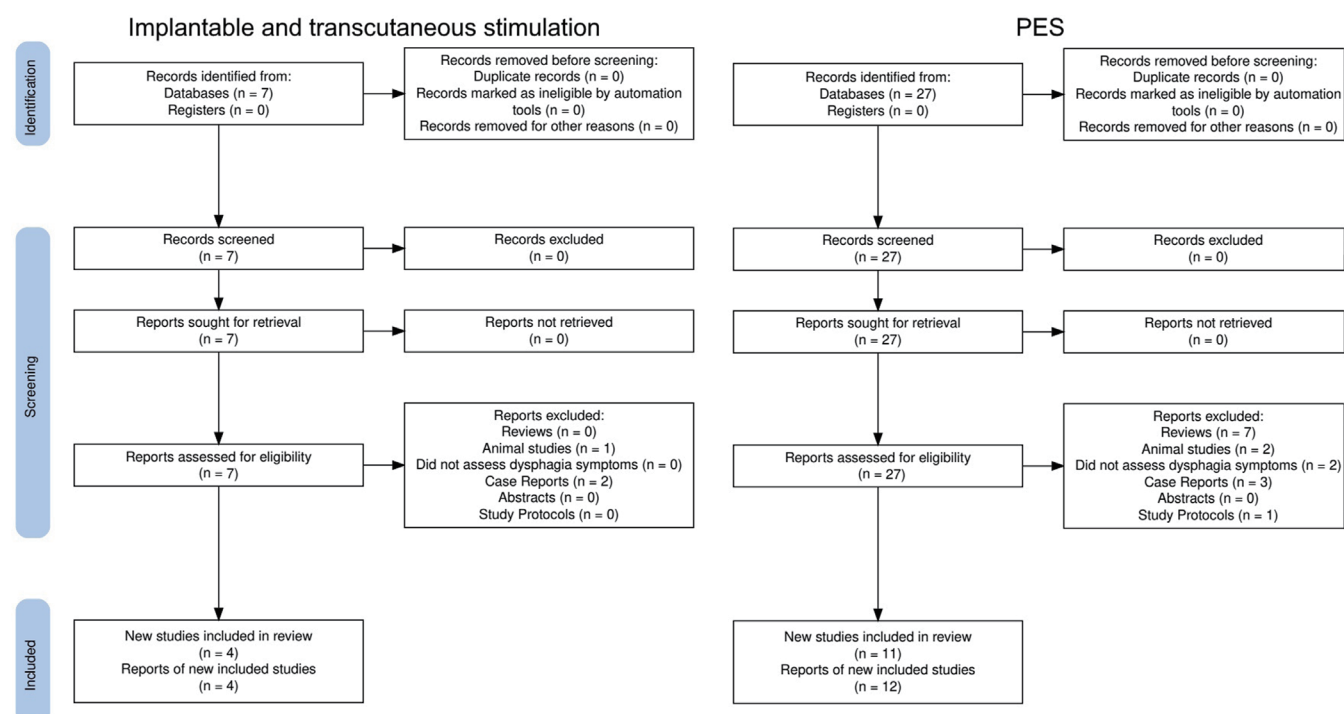 Implantable and transcutaneous stimulation
Identification
Records identified from:
Databases (n = 7)
Registers (n = 0)
Records removed before screening:
Duplicate records (n = 0)
Records marked as ineligible by automation
tools (n = 0)
Records removed for other reasons (n = 0)
Screening
Records screened
(n = 7)
Records excluded
(n = 0)
Reports sought for retrieval
(n = 7)
Reports not retrieved
(n = 0)
Reports assessed for eligibility
(n = 7)
Reports excluded:
Reviews (n = 0)
Animal studies (n = 1)
Did not assess dysphagia symptoms (n = 0)
Case Reports (n = 2)
Abstracts (n = 0)
Study Protocols (n = 0)
Included
New studies included in review
(n = 4)
Reports of new included studies
(n = 4)
PES
Records identified from:
Databases (n = 27)
Registers (n = 0)
Records removed before screening:
Duplicate records (n = 0)
Records marked as ineligible by automation
tools (n = 0)
Records removed for other reasons (n = 0)
Records screened
(n = 27)
Records excluded
(n = 0)
Reports sought for retrieval
(n = 27)
Reports not retrieved
(n = 0)
Reports assessed for eligibility
(n = 27)
Reports excluded:
Reviews (n = 7)
Animal studies (n = 2)
Did not assess dysphagia symptoms (n = 2)
Case Reports (n = 3)
Abstracts (n = 0)
Study Protocols (n = 1)
New studies included in review
(n = 11)
Reports of new included studies
(n = 12)